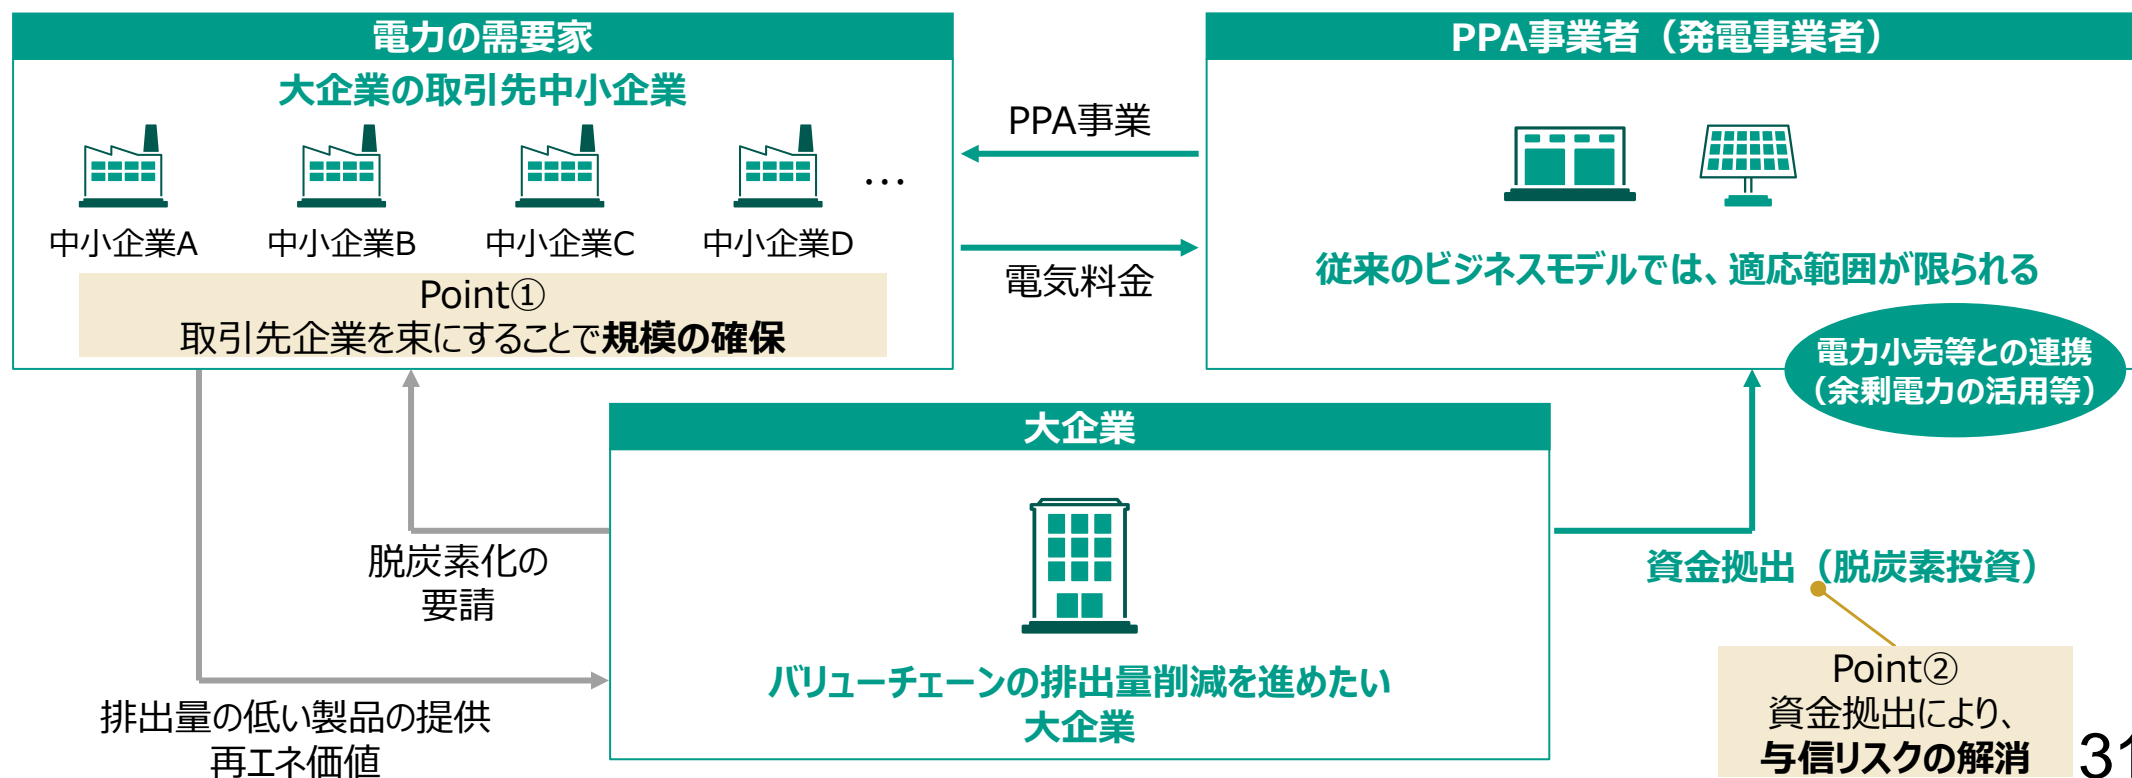 電力の需要家
大企業の取引先中小企業
中小企業A
中小企業B
中小企業C
中小企業D
…
Point①
取引先企業を束にすることで規模の確保
PPA事業
電気料金
PPA事業者（発電事業者）
従来のビジネスモデルでは、適応範囲が限られる
電力小売等との連携
（余剰電力の活用等）
大企業
バリューチェーンの排出量削減を進めたい
大企業
脱炭素化の
要請
排出量の低い製品の提供
再エネ価値
資金拠出（脱炭素投資）
Point②
資金拠出により、
与信リスクの解消
31